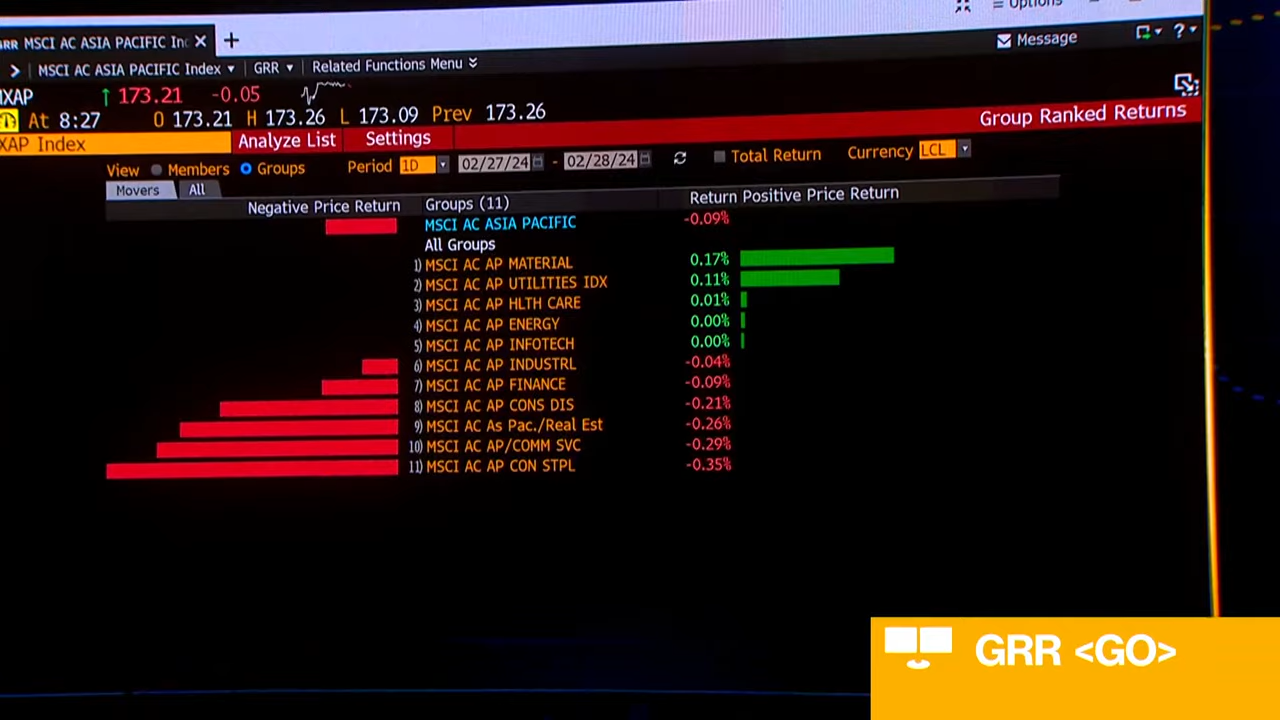 Options
GRR MSCI AC ASIA PACIFIC In × +
MSCI AC ASIA PACIFIC Index GRR Related Functions Menu
Message ?
MXAP ↑ 173.21 -0.05
At 8:27 O 173.21 H 173.26 L 173.09 Prev 173.26
Group Ranked Returns
XAP Index Analyze List Settings
View Members Groups Period 1D 02/27/24 - 02/28/24 Total Return Currency LCL
Movers All
Negative Price Return Groups (11) Return Positive Price Return
MSCI AC ASIA PACIFIC -0.09%
All Groups
1) MSCI AC AP MATERIAL 0.17%
2) MSCI AC AP UTILITIES IDX 0.11%
3) MSCI AC AP HLTH CARE 0.01%
4) MSCI AC AP ENERGY 0.00%
5) MSCI AC AP INFOTECH 0.00%
6) MSCI AC AP INDUSTRL -0.04%
7) MSCI AC AP FINANCE -0.09%
8) MSCI AC AP CONS DIS -0.21%
9) MSCI AC As Pac./Real Est -0.26%
10) MSCI AC AP/COMM SVC -0.29%
11) MSCI AC AP CON STPL -0.35%
GRR <GO>